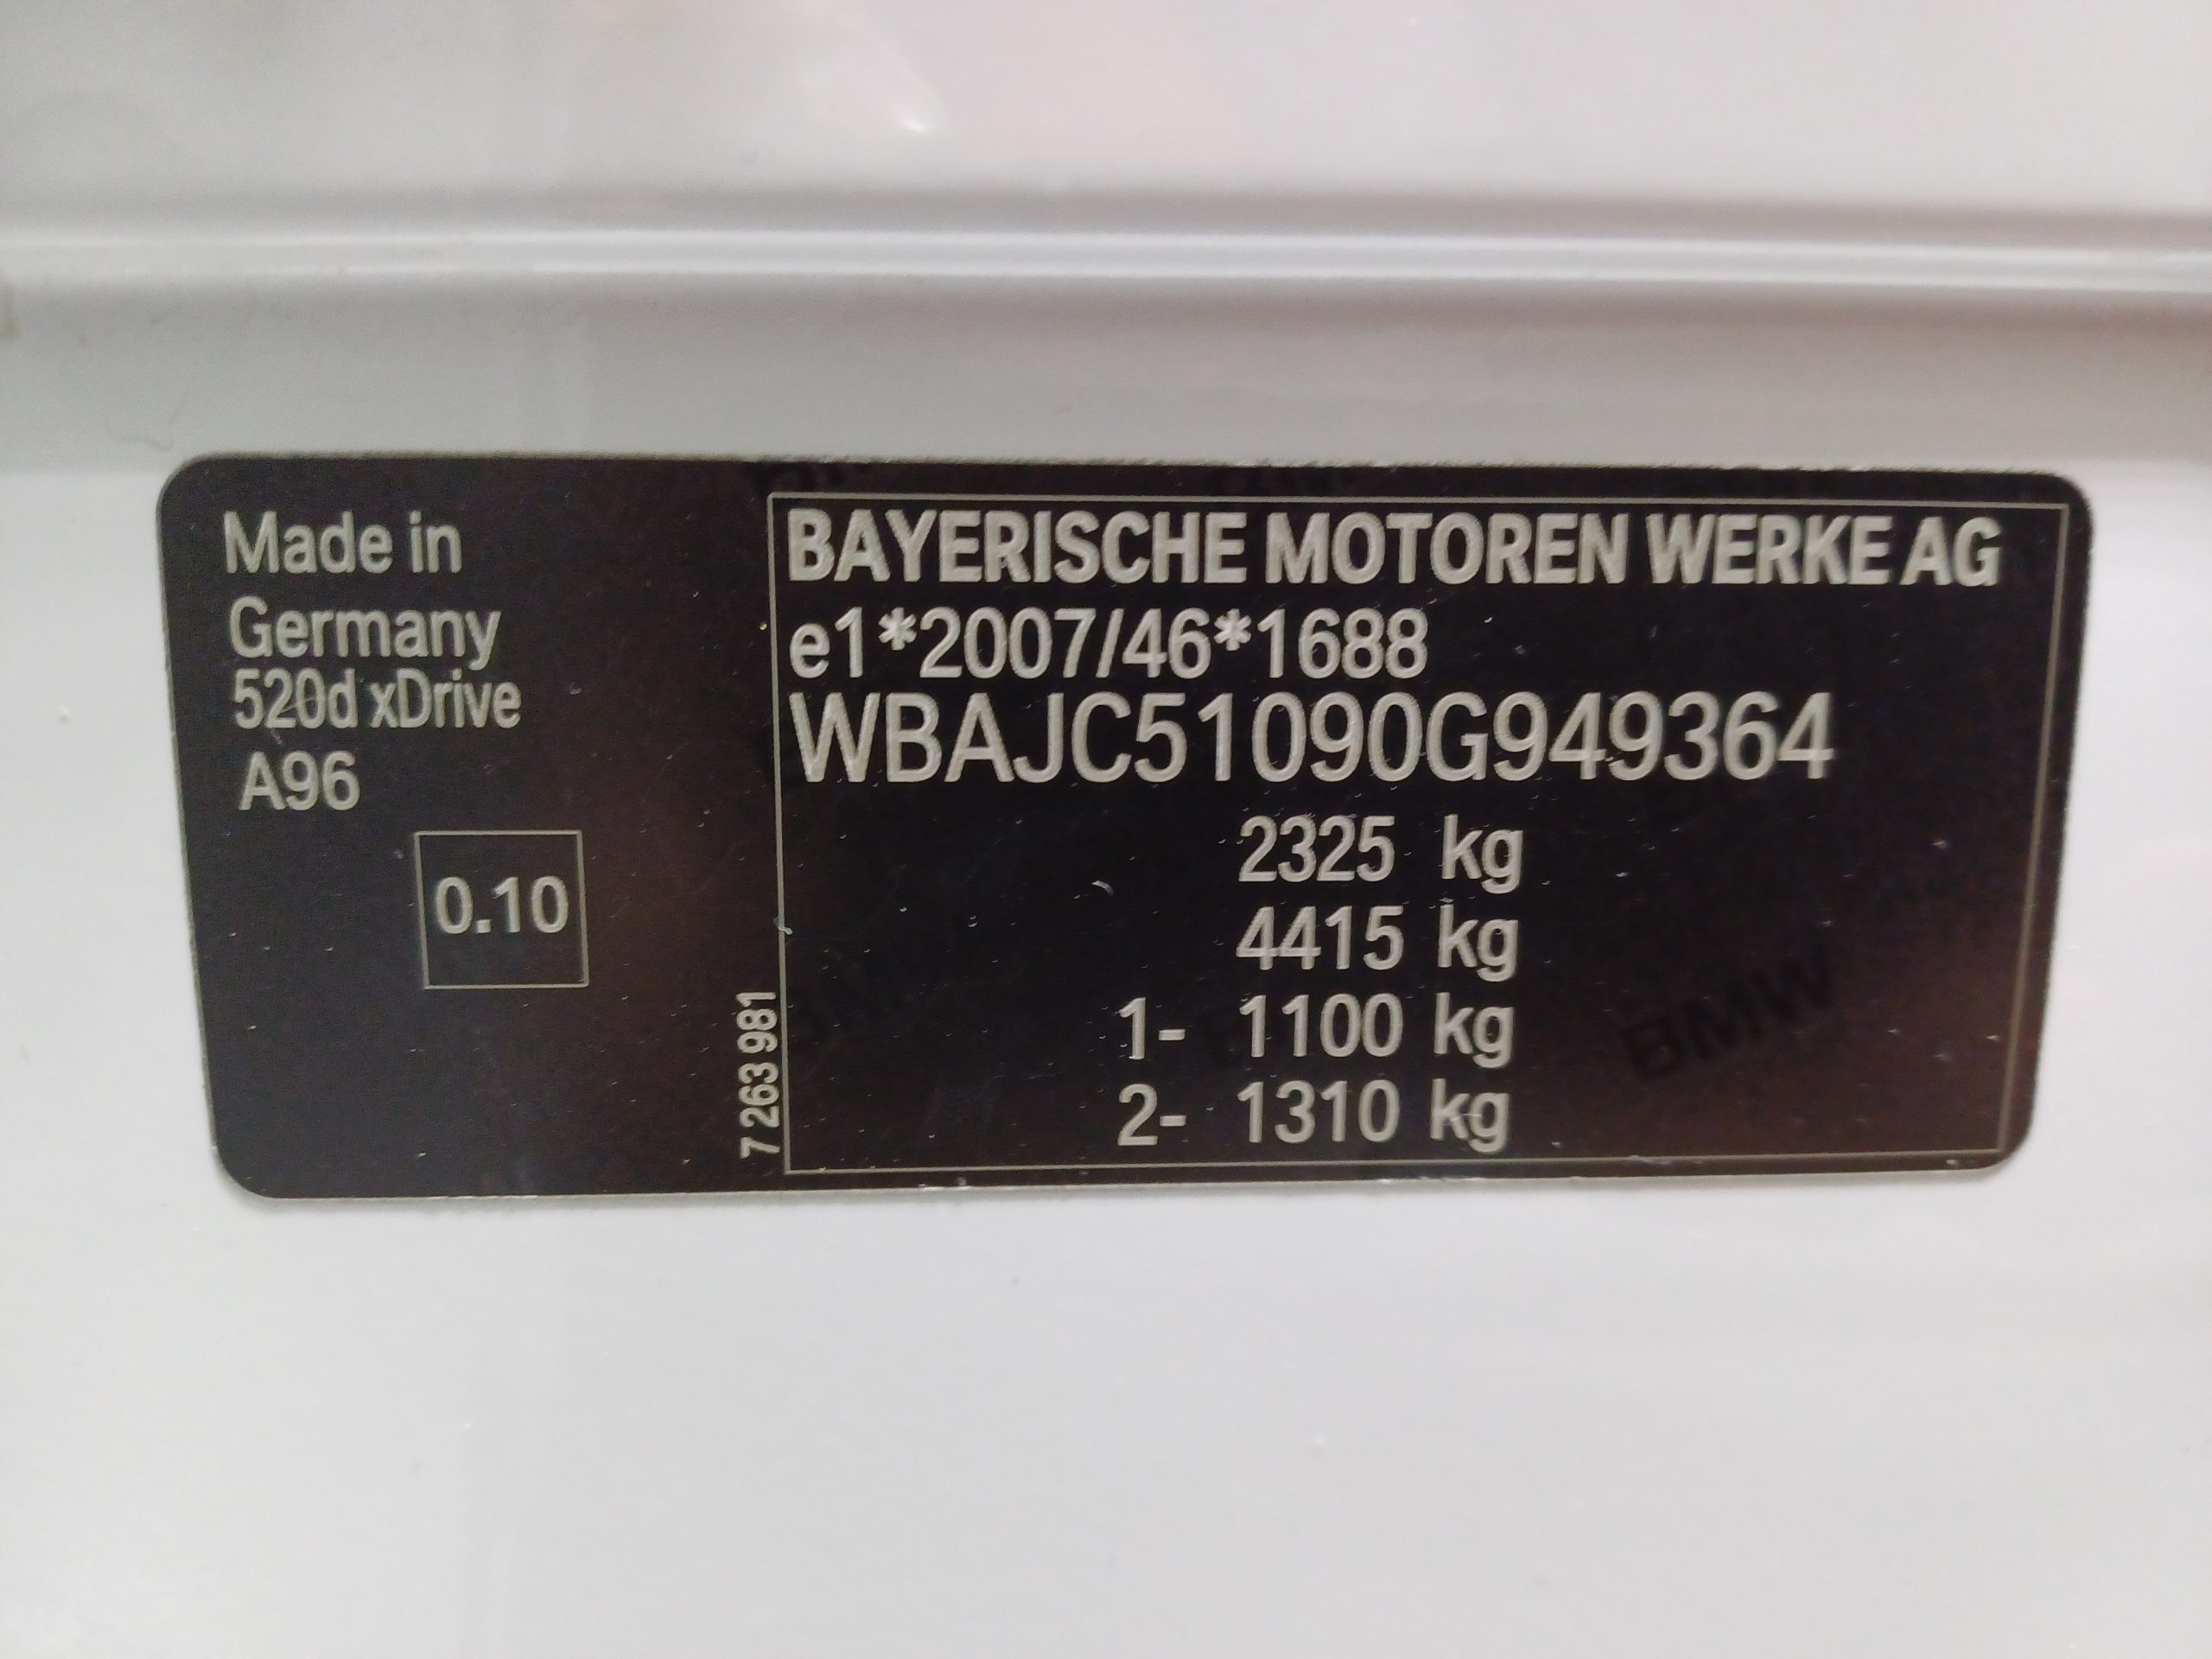 Made in
Germany
520d xDrive
A96
0.10
7 263 981
BAYERISCHE MOTOREN WERKE AG
e1*2007/46*1688
WBAJC51090G949364
2325 kg
4415 kg
1- 1100 kg
2- 1310 kg
BMW